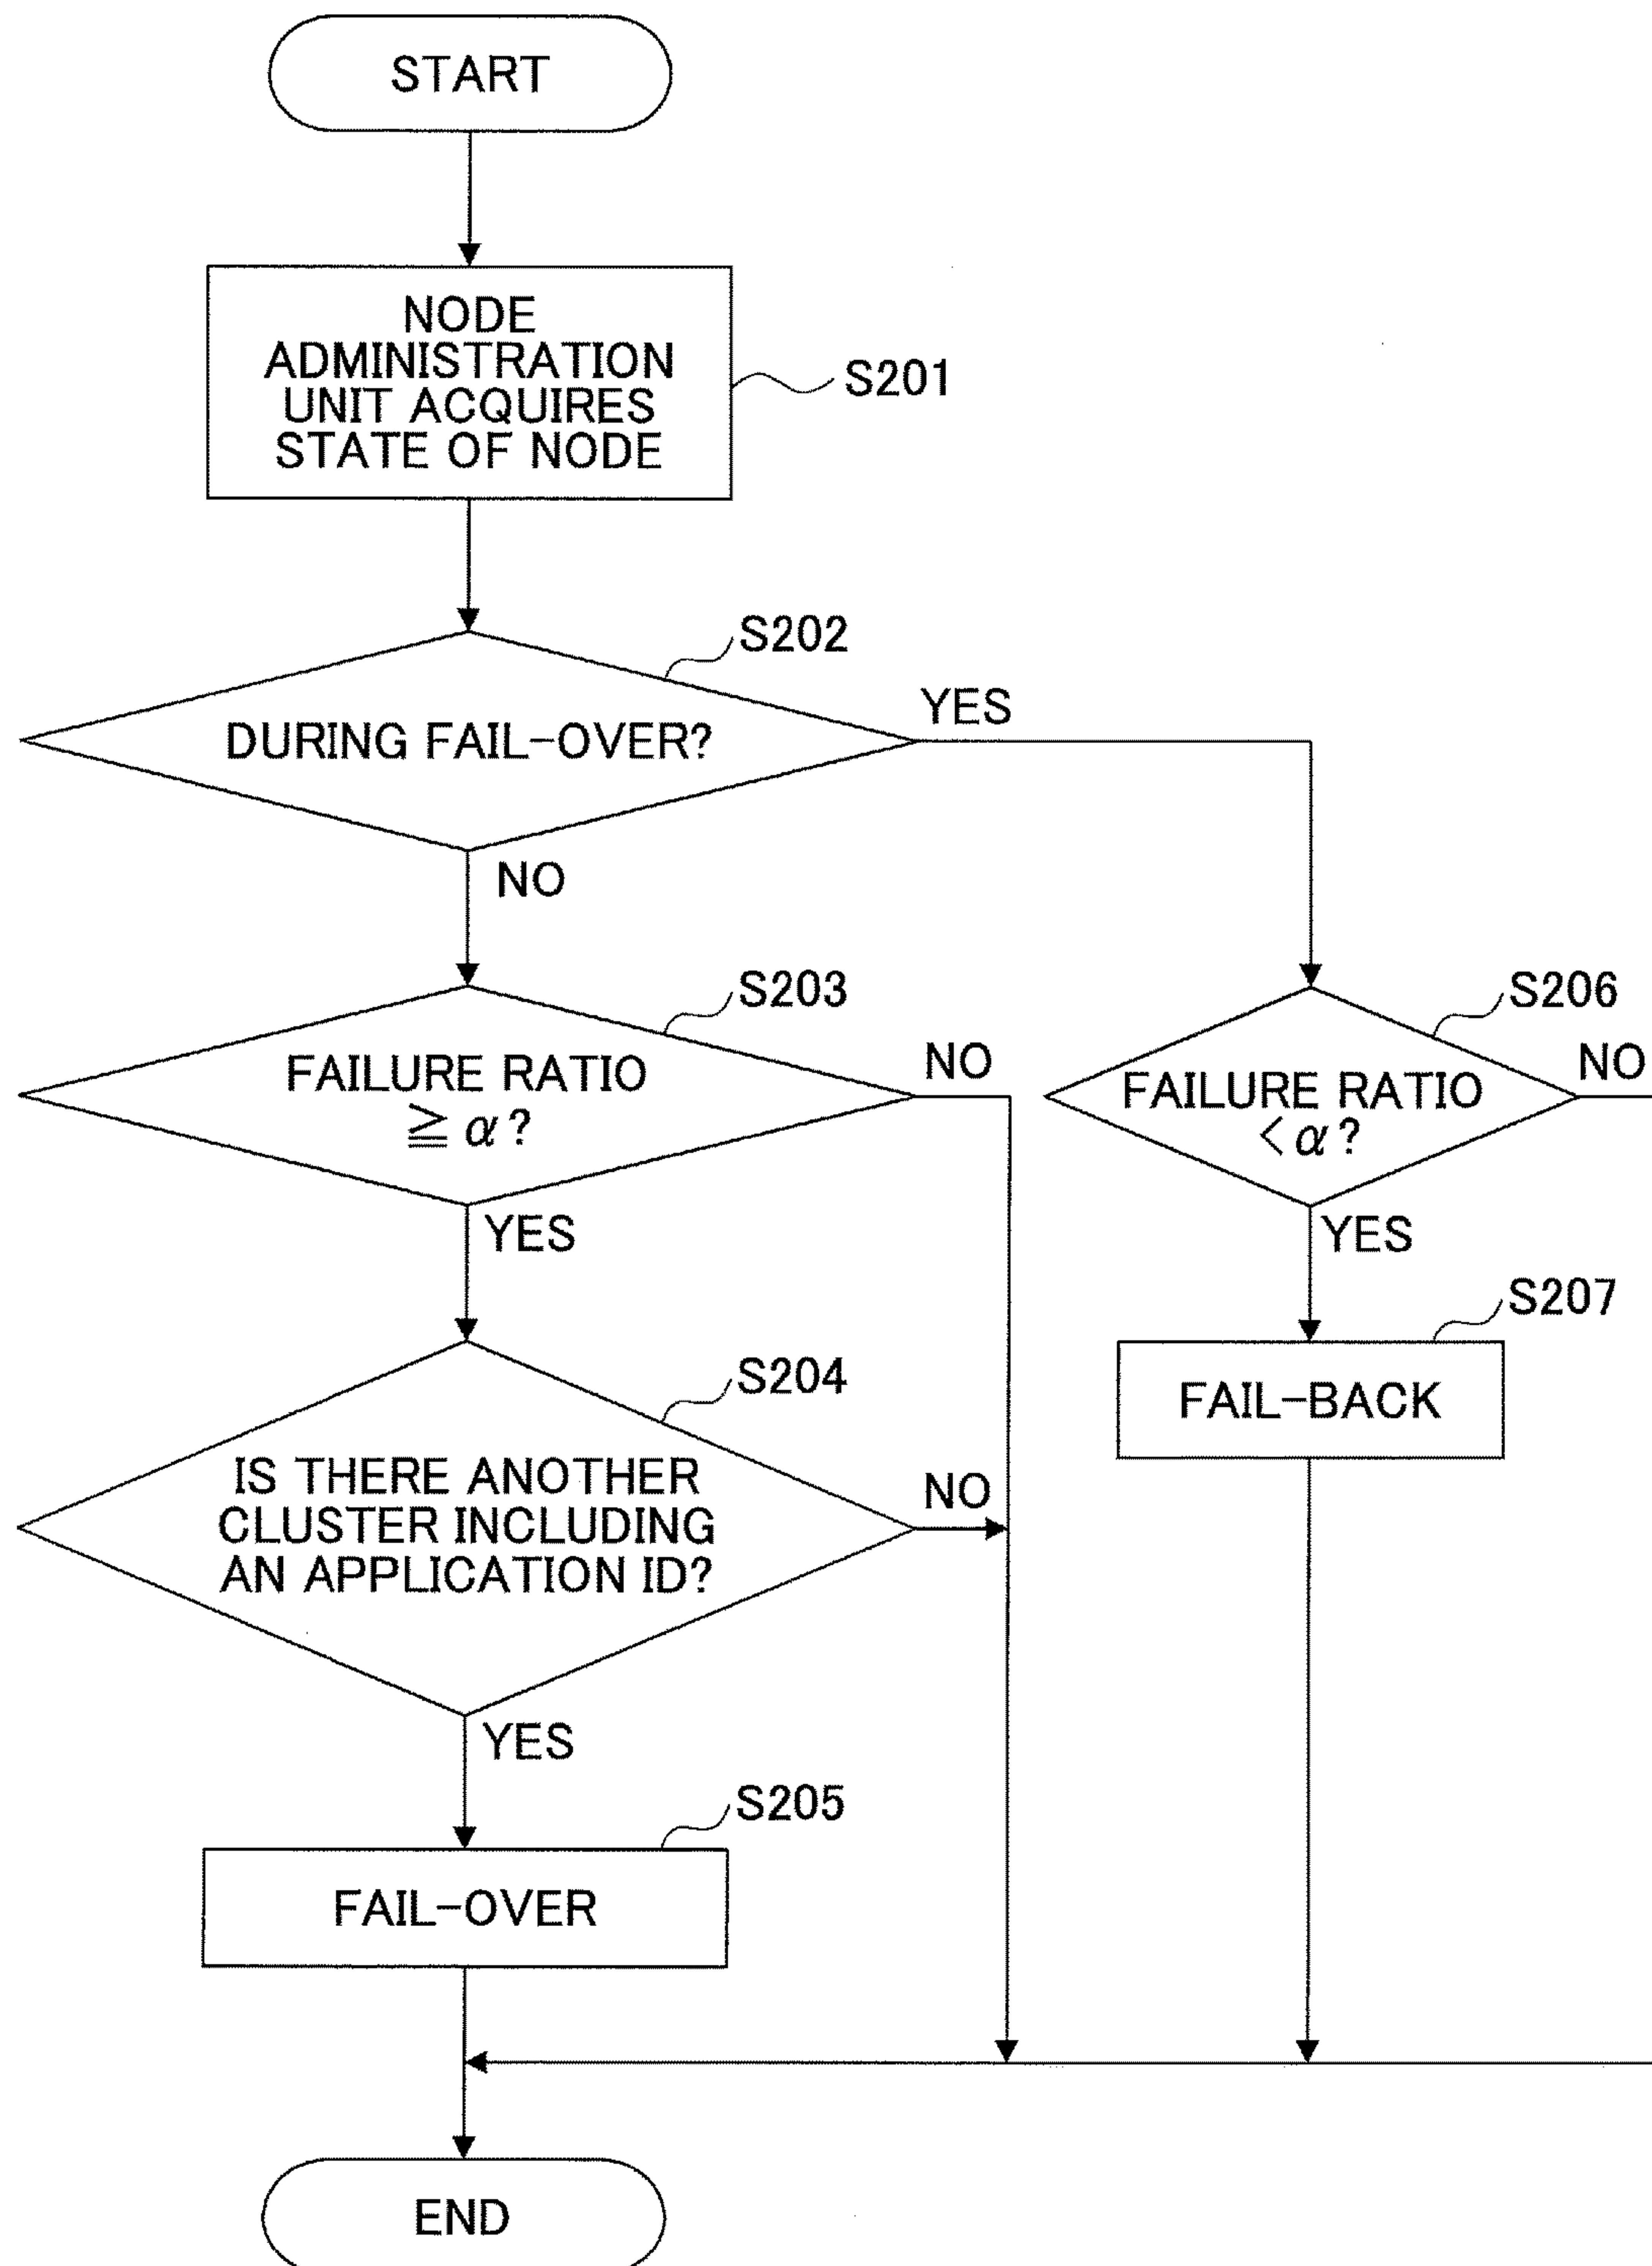 START
NODE
ADMINISTRATION
UNIT ACQUIRES
STATE OF NODE
S201
S202
DURING FAIL-OVER?
YES
NO
S203
FAILURE RATIO
≧ α?
NO
YES
S206
FAILURE RATIO
< α?
NO
YES
S207
FAIL-BACK
S204
IS THERE ANOTHER
CLUSTER INCLUDING
AN APPLICATION ID?
NO
YES
S205
FAIL-OVER
END